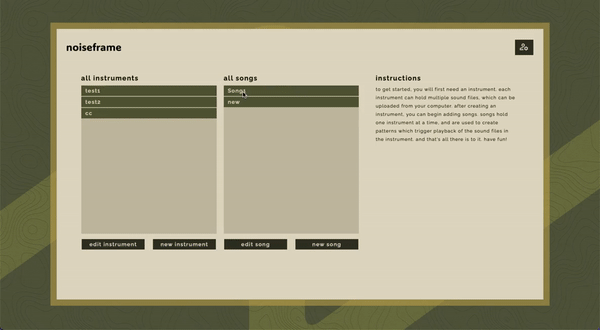 noiseframe
all instruments
test1
test2
cc
edit instrument
new instrument
all songs
Song1
new
edit song
new song
instructions
to get started, you will first need an instrument. each
instrument can hold multiple sound files, which can be
uploaded from your computer. after creating an
instrument, you can begin adding songs. songs hold
one instrument at a time, and are used to create
patterns which trigger playback of the sound files in
the instrument. and that's all there is to it. have fun!